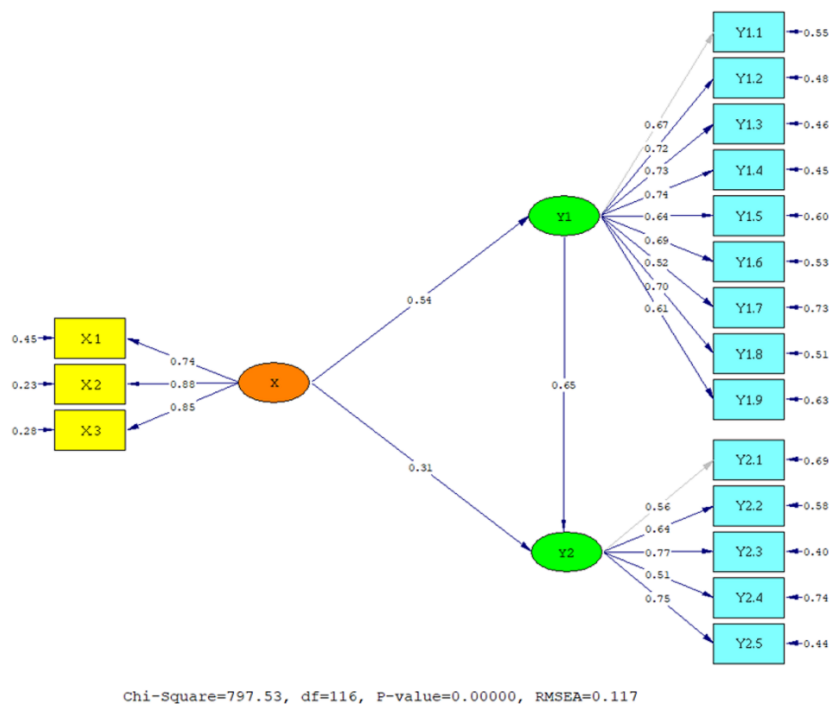 Y1.1
0.55
Y1.2
0.48
Y1.3
0.46
0.67
0.72
0.73
Y1.4
0.45
0.74
Y1
0.64
Y1.5
0.60
0.69
Y1.6
0.53
0.52
0.70
Y1.7
0.73
0.61
0.54
Y1.8
0.51
0.45
X.1
0.74
Y1.9
0.63
0.23
X.2
0.88
X
0.65
0.28
X.3
0.85
Y2.1
0.69
0.31
0.56
Y2.2
0.58
0.64
Y2
0.77
Y2.3
0.40
0.51
0.75
Y2.4
0.74
Y2.5
0.44
Chi-Square=797.53, df=116, P-value=0.00000, RMSEA=0.117